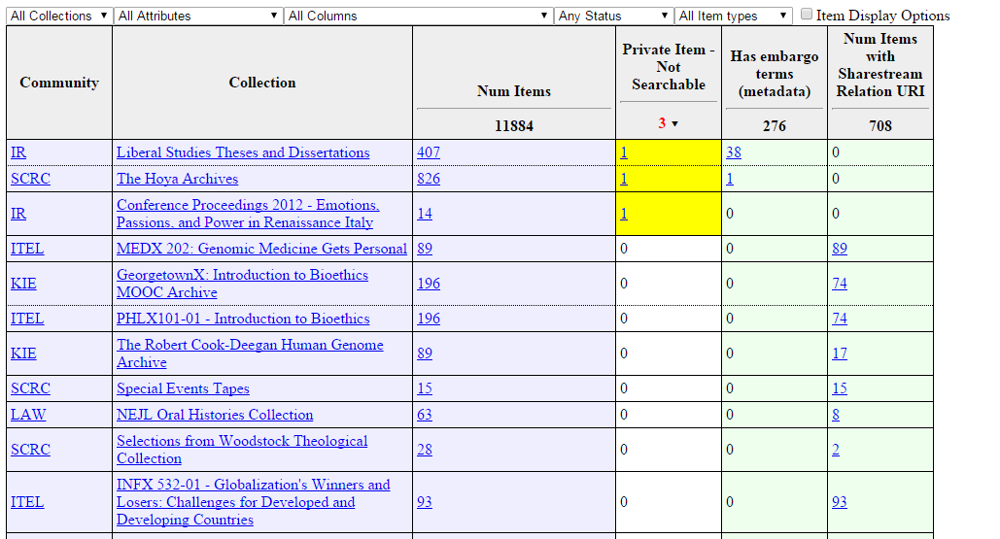 All Collections ▼ All Attributes ▼ All Columns ▼ Any Status ▼ All Item types ▼ Item Display Options
Community Collection Num Items Private Item - Not Searchable Has embargo terms (metadata) Num Items with Sharestream Relation URI
11884 3 ▼ 276 708
IR Liberal Studies Theses and Dissertations 407 1 38 0
SCRC The Hoya Archives 826 1 1 0
IR Conference Proceedings 2012 - Emotions,
Passions, and Power in Renaissance Italy 14 1 0 0
ITEL MEDX 202: Genomic Medicine Gets Personal 89 0 0 89
KIE GeorgetownX: Introduction to Bioethics
MOOC Archive 196 0 0 74
ITEL PHLX101-01 - Introduction to Bioethics 196 0 0 74
KIE The Robert Cook-Deegan Human Genome
Archive 89 0 0 17
SCRC Special Events Tapes 15 0 0 15
LAW NEJL Oral Histories Collection 63 0 0 8
SCRC Selections from Woodstock Theological
Collection 28 0 0 2
ITEL INFX 532-01 - Globalization's Winners and
Losers: Challenges for Developed and
Developing Countries 93 0 0 93